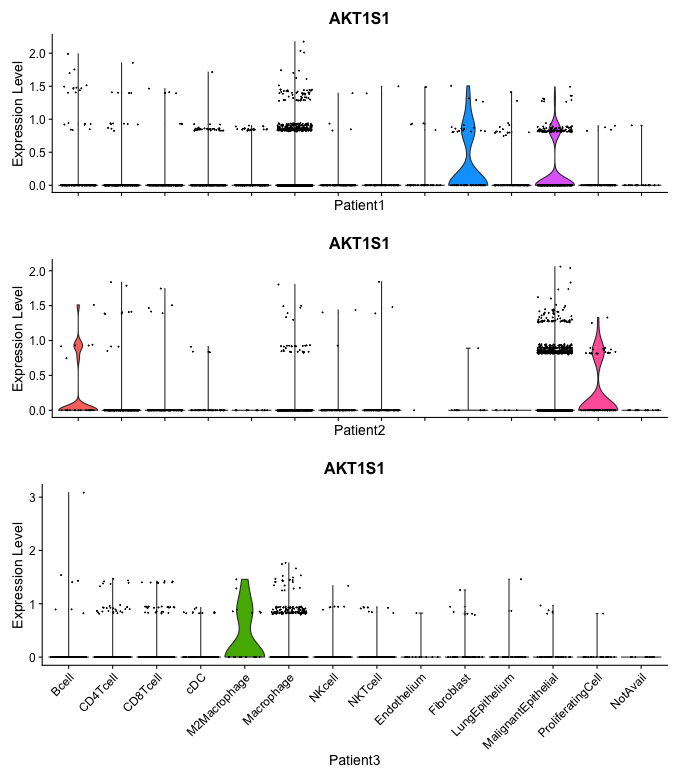 AKT1S1
Expression Level
2.0
1.5
1.0
0.5
0.0
Patient1
AKT1S1
Expression Level
2.0
1.5
1.0
0.5
0.0
Patient2
AKT1S1
Expression Level
3
2
1
0
Bcell
CD4Tcell
CD8Tcell
cDC
M2Macrophage
Macrophage
NKcell
NKTcell
Endothelium
Fibroblast
LungEpithelium
MalignantEpithelial
ProliferatingCell
NotAvail
Patient3